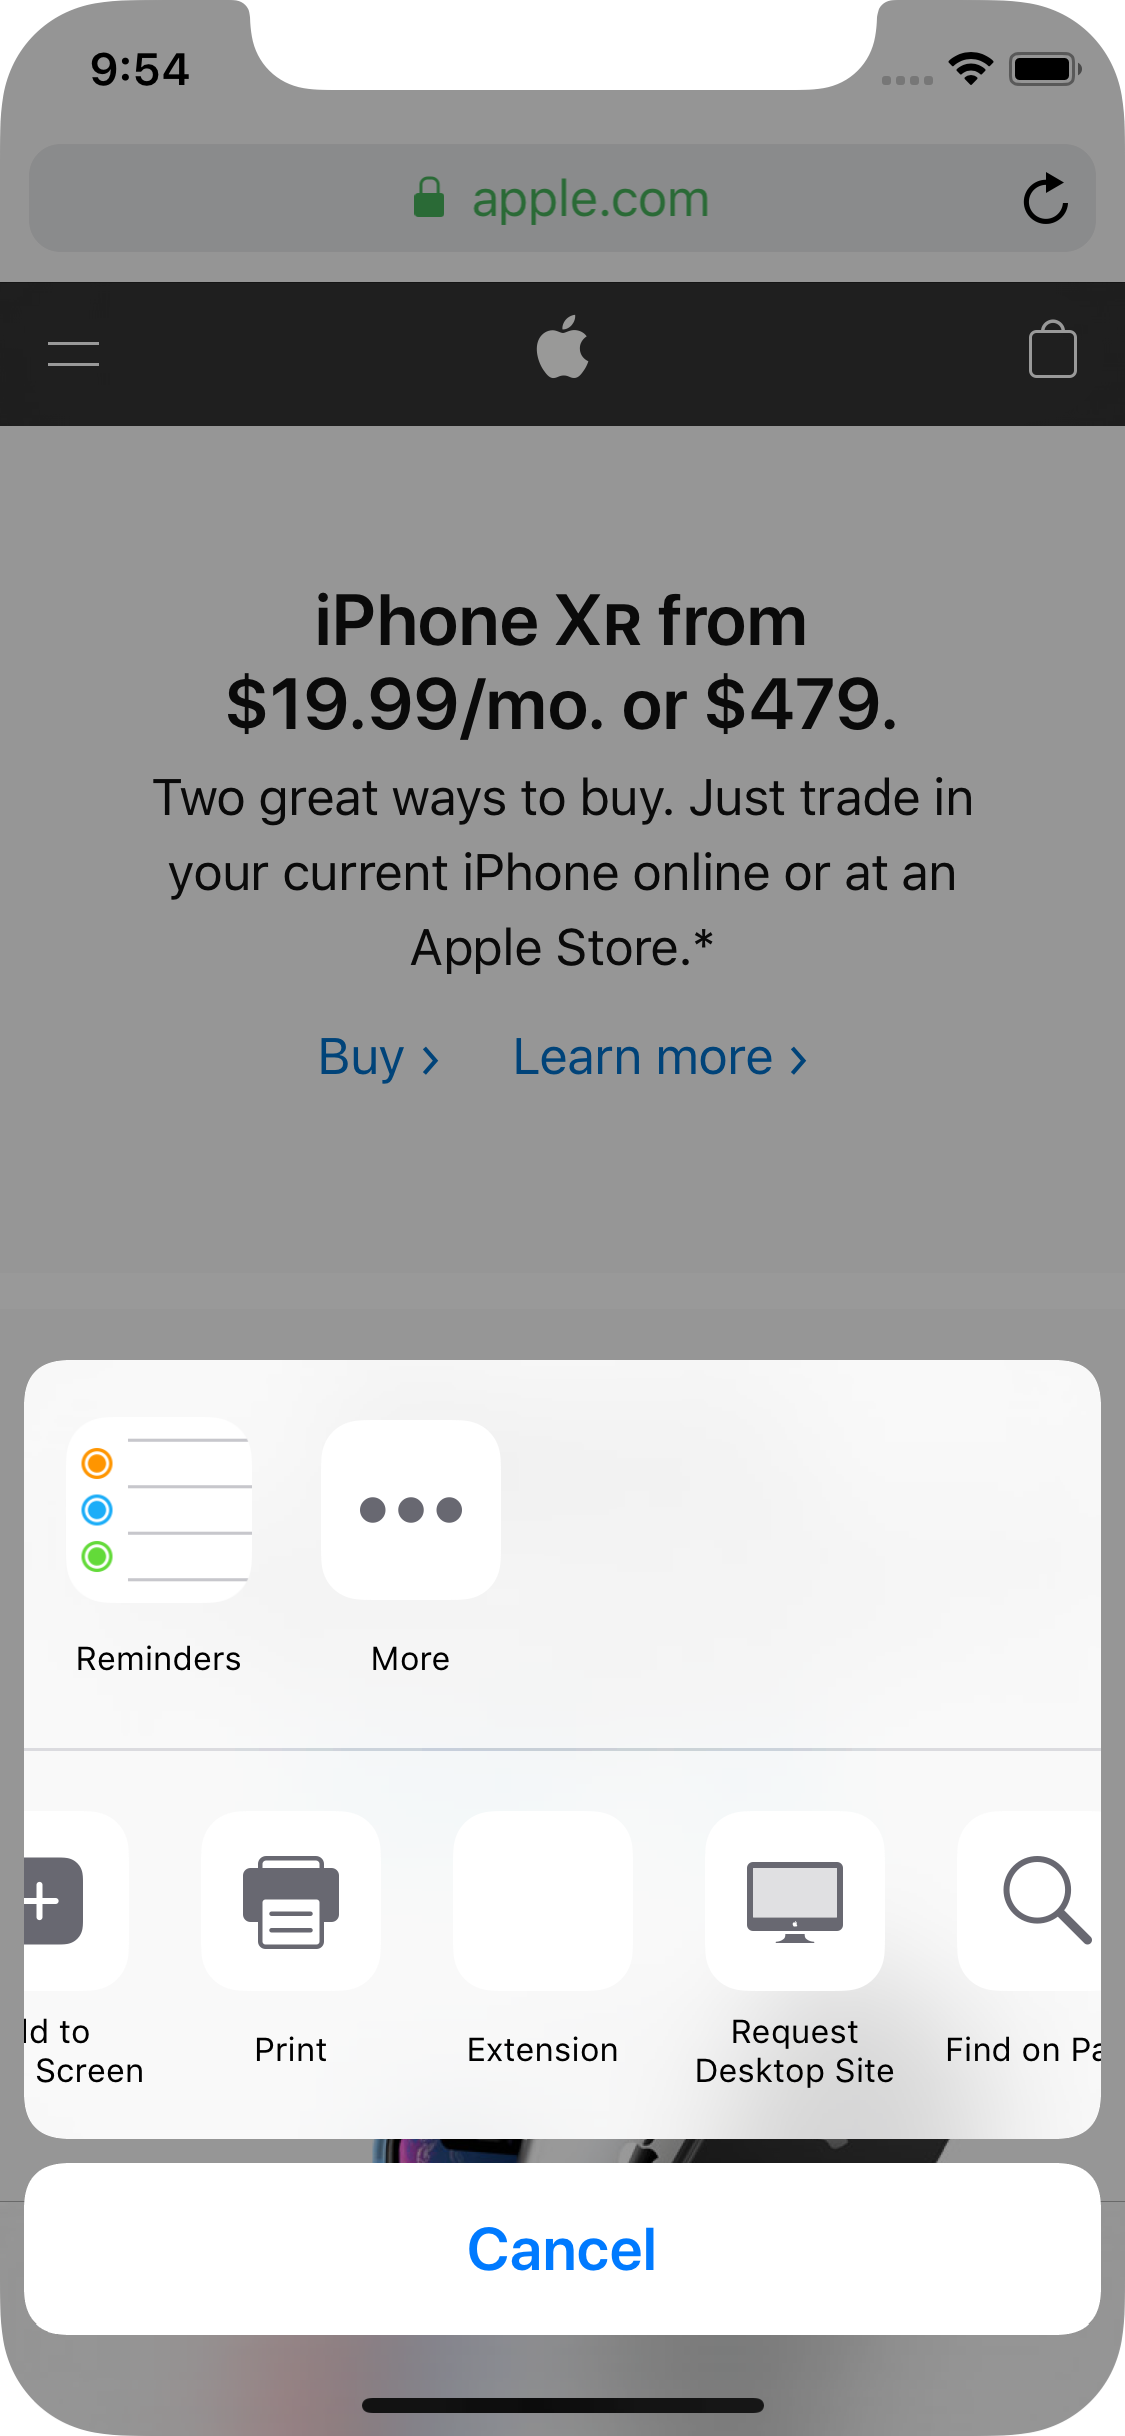 9:54
apple.com
iPhone XR from
$19.99/mo. or $479.
Two great ways to buy. Just trade in
your current iPhone online or at an
Apple Store.*
Buy › Learn more ›
Reminders
More
to
Screen
Print
Extension
Request
Desktop Site
Find on
Cancel